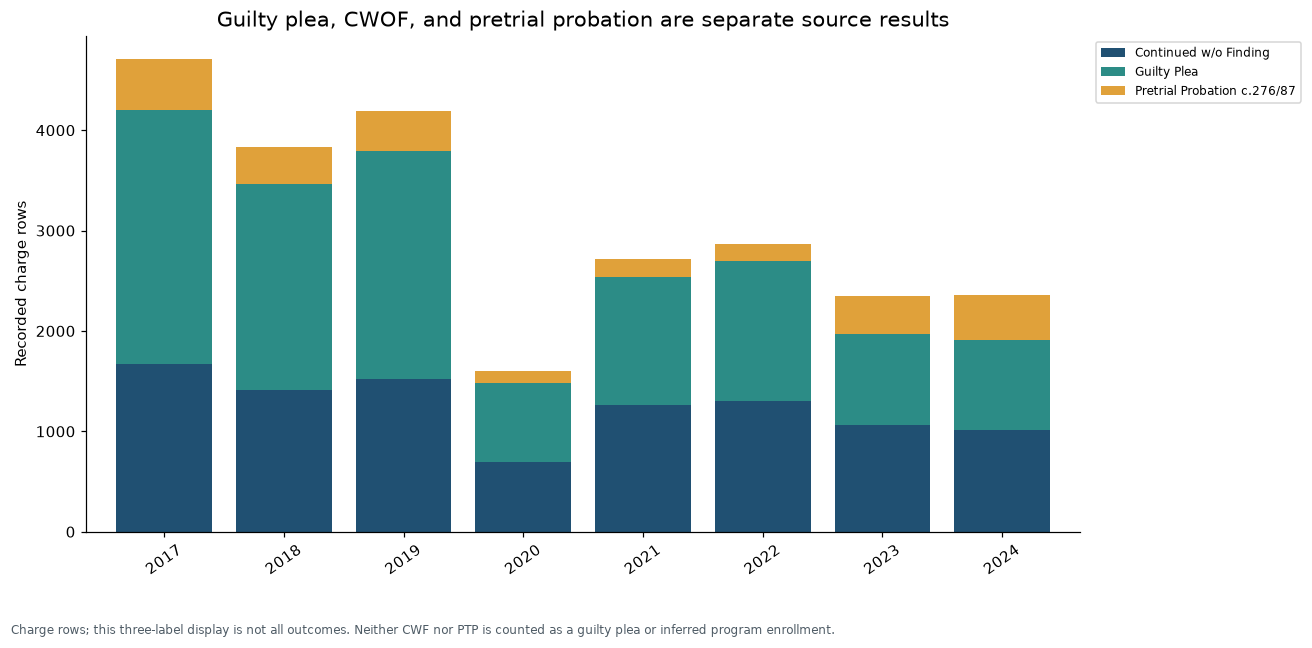 Guilty plea, CWOF, and pretrial probation are separate source results
Continued w/o Finding
Guilty Plea
Pretrial Probation c.276/87
Recorded charge rows
4000
3000
2000
1000
0
2017
2018
2019
2020
2021
2022
2023
2024
Charge rows; this three-label display is not all outcomes. Neither CWF nor PTP is counted as a guilty plea or inferred program enrollment.